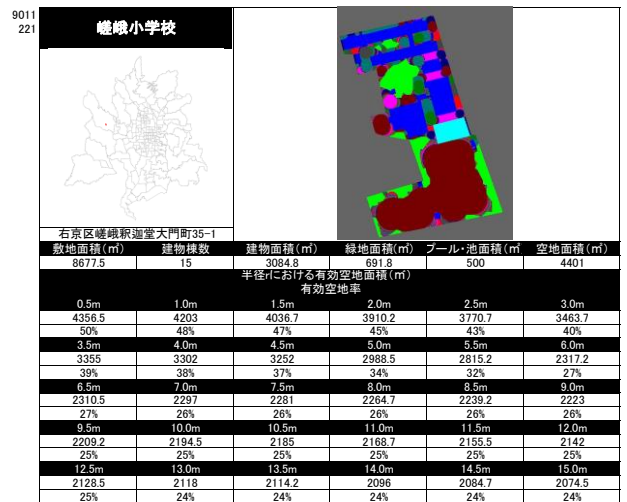 9011
221
嵯峨小学校
右京区嵯峨釈迦堂大門町35-1
敷地面積(㎡) 建物棟数 建物面積(㎡) 緑地面積(㎡) プール・池面積(㎡ 空地面積(㎡)
8677.5 15 3084.8 691.8 500 4401
半径rにおける有効空地面積(㎡)
有効空地率
0.5m 1.0m 1.5m 2.0m 2.5m 3.0m
4356.5 4203 4036.7 3910.2 3770.7 3463.7
50% 48% 47% 45% 43% 40%
3.5m 4.0m 4.5m 5.0m 5.5m 6.0m
3355 3302 3252 2988.5 2815.2 2317.2
39% 38% 37% 34% 32% 27%
6.5m 7.0m 7.5m 8.0m 8.5m 9.0m
2310.5 2297 2281 2264.7 2239.2 2223
27% 26% 26% 26% 26% 26%
9.5m 10.0m 10.5m 11.0m 11.5m 12.0m
2209.2 2194.5 2185 2168.7 2155.5 2142
25% 25% 25% 25% 25% 25%
12.5m 13.0m 13.5m 14.0m 14.5m 15.0m
2128.5 2118 2114.2 2096 2084.7 2074.5
25% 24% 24% 24% 24% 24%